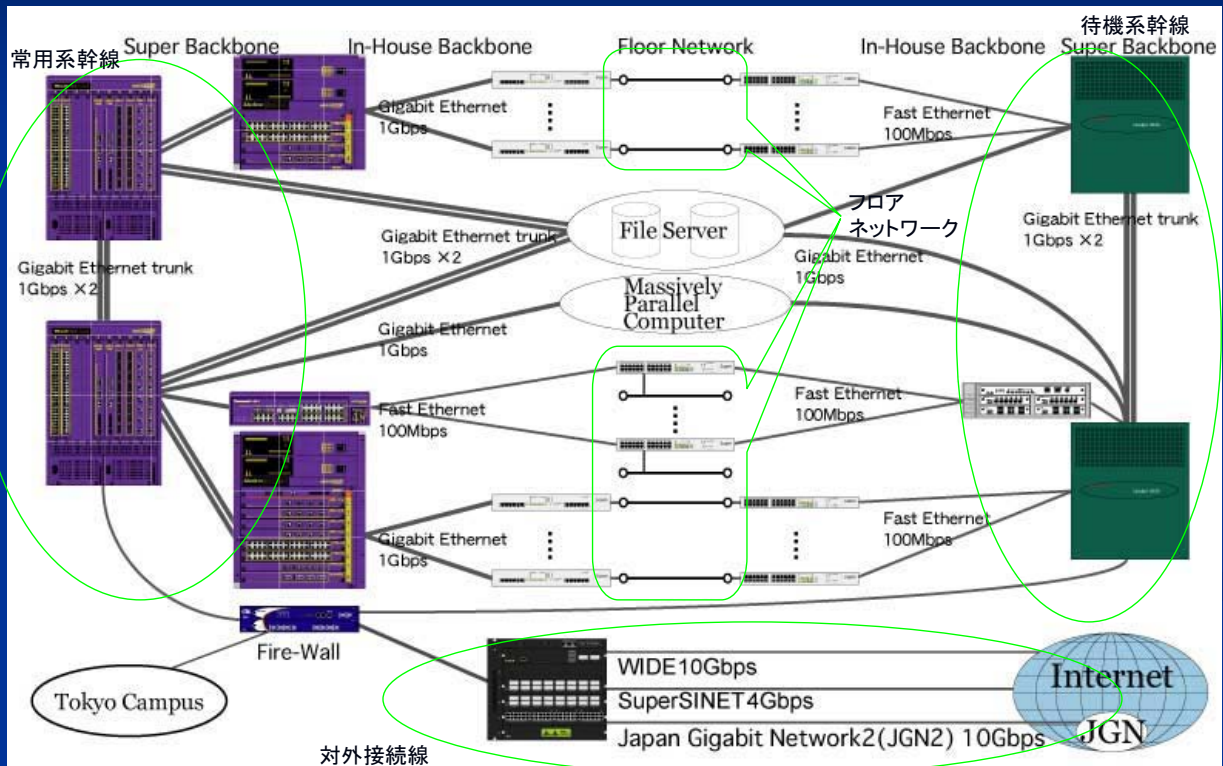 待機系幹線
常用系幹線
Super Backbone
In-House Backbone
Floor Network
In-House Backbone
Super Backbone
Gigabit Ethernet
1Gbps
Fast Ethernet
100Mbps
フロア
ネットワーク
File Server
Gigabit Ethernet trunk
1Gbps ×2
Gigabit Ethernet trunk
1Gbps ×2
Gigabit Ethernet trunk
1Gbps ×2
Gigabit Ethernet
1Gbps
Massively
Parallel
Computer
Gigabit Ethernet
1Gbps
Fast Ethernet
100Mbps
Fast Ethernet
100Mbps
Gigabit Ethernet
1Gbps
Fast Ethernet
100Mbps
Fire-Wall
Tokyo Campus
WIDE10Gbps
SuperSINET4Gbps
Japan Gigabit Network2(JGN2) 10Gbps
Internet
JGN
対外接続線